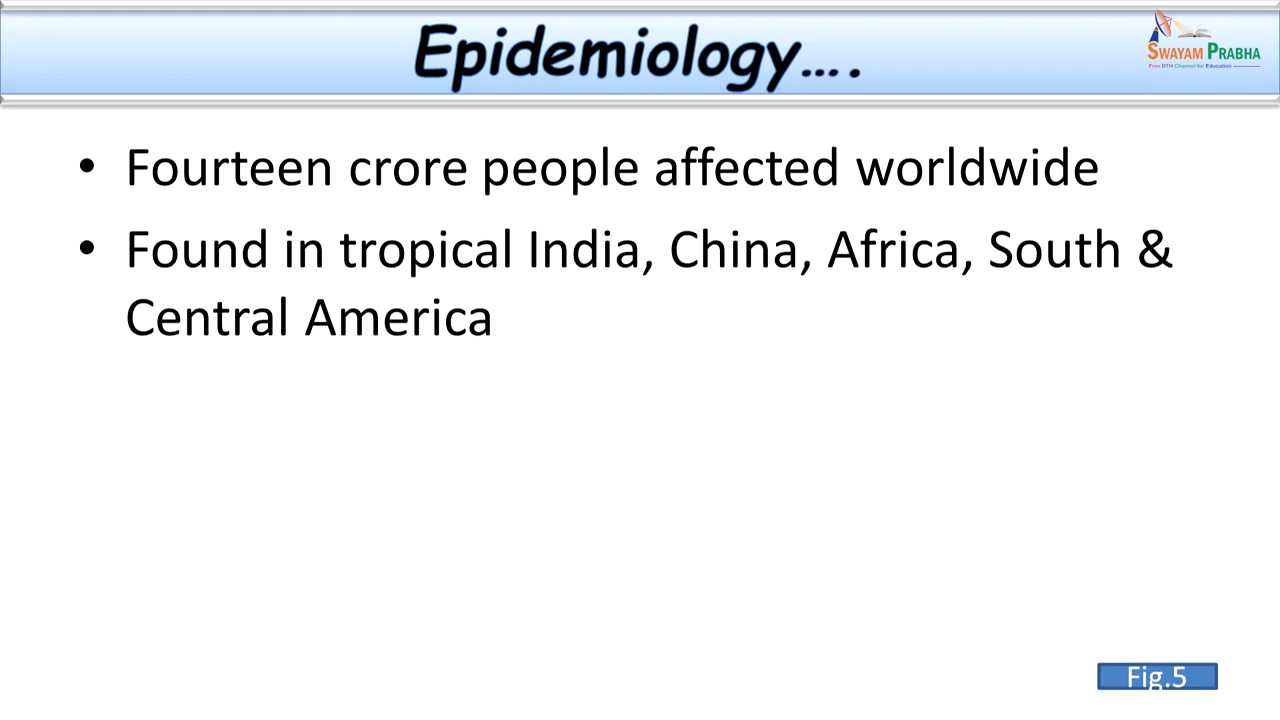 Epidemiology….
SWAYAM PRABHA
Free DTH Channel for Education
• Fourteen crore people affected worldwide
• Found in tropical India, China, Africa, South &
Central America
Fig.5